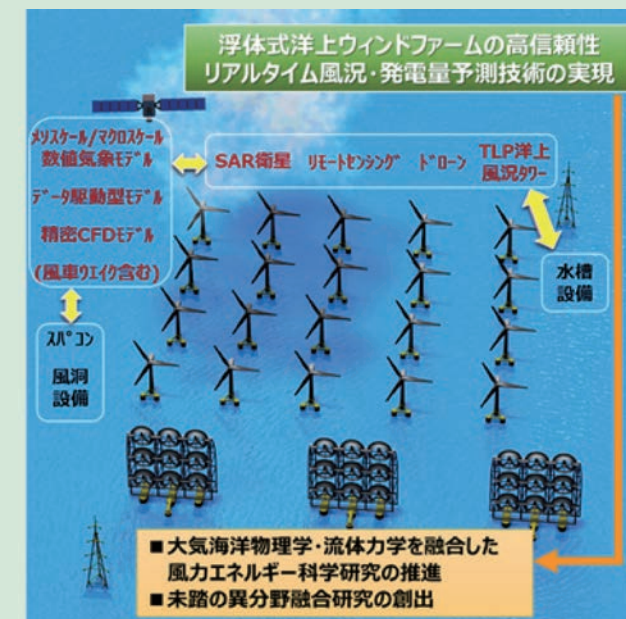 浮体式洋上ウィンドファームの高信頼性
リアルタイム風況・発電量予測技術の実現
ﾒｿｽｹｰﾙ/ﾏｸﾛｽｹｰﾙ
数値気象ﾓﾃﾞﾙ
ﾃﾞｰﾀ駆動型ﾓﾃﾞﾙ
精密CFDﾓﾃﾞﾙ
(風車ｳｴｲｸ含む)
SAR衛星 ﾘﾓｰﾄｾﾝｼﾝｸﾞ ﾄﾞﾛｰﾝ TLP洋上
風況ﾀﾜｰ
水槽
設備
ｽﾊﾟｺﾝ
風洞
設備
■ 大気海洋物理学・流体力学を融合した
風力エネルギー科学研究の推進
■ 未踏の異分野融合研究の創出